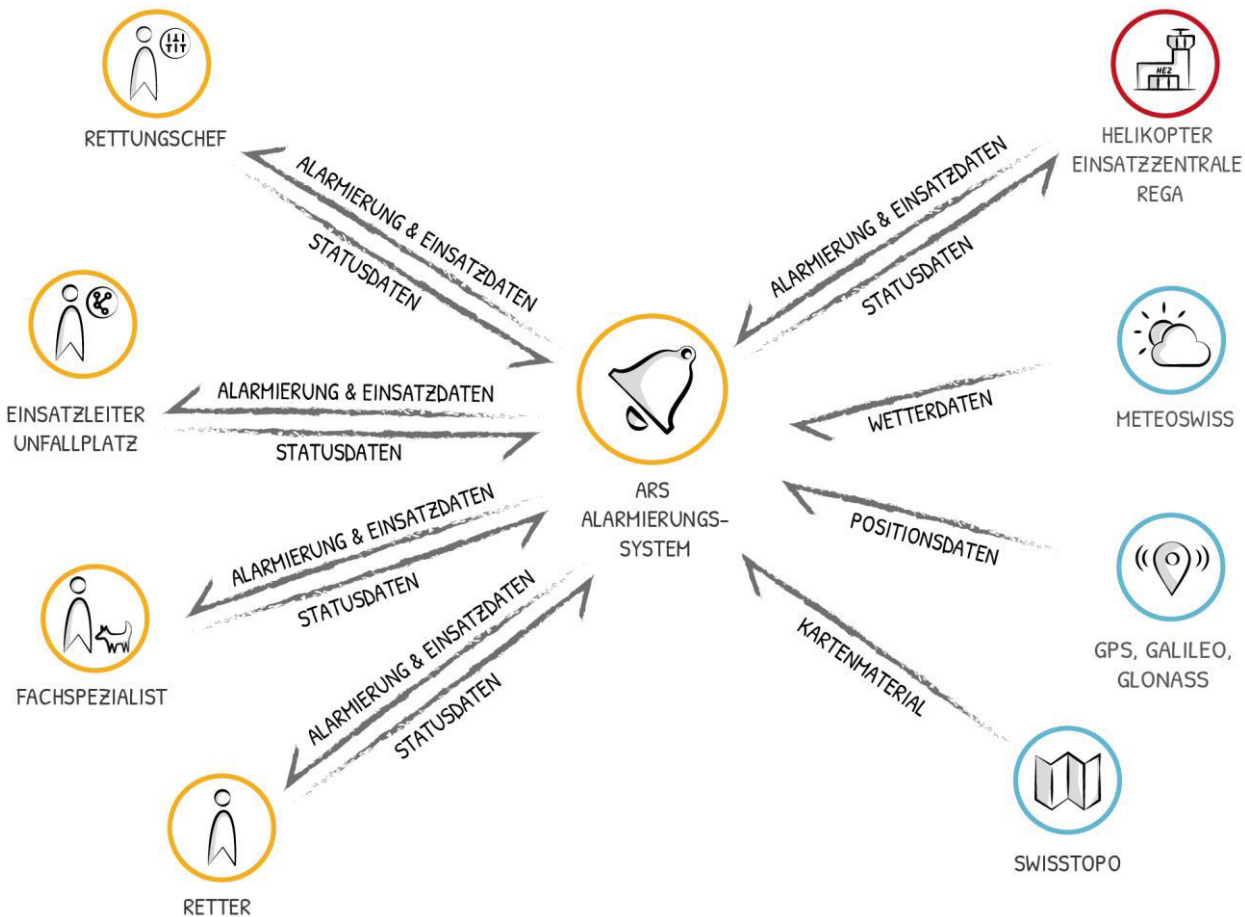 RETTUNGSCHEF
ALARMIERUNG & EINSATZDATEN
STATUSDATEN
EINSATZLEITER
UNFALLPLATZ
ALARMIERUNG & EINSATZDATEN
STATUSDATEN
FACHSPEZIALIST
ALARMIERUNG & EINSATZDATEN
STATUSDATEN
RETTER
ALARMIERUNG & EINSATZDATEN
STATUSDATEN
ARS
ALARMIERUNGS-
SYSTEM
HEZ
HELIKOPTER
EINSATZZENTRALE
REGA
ALARMIERUNG & EINSATZDATEN
STATUSDATEN
METEOSWISS
WETTERDATEN
GPS, GALILEO,
GLONASS
POSITIONSDATEN
SWISSTOPO
KARTENMATERIAL